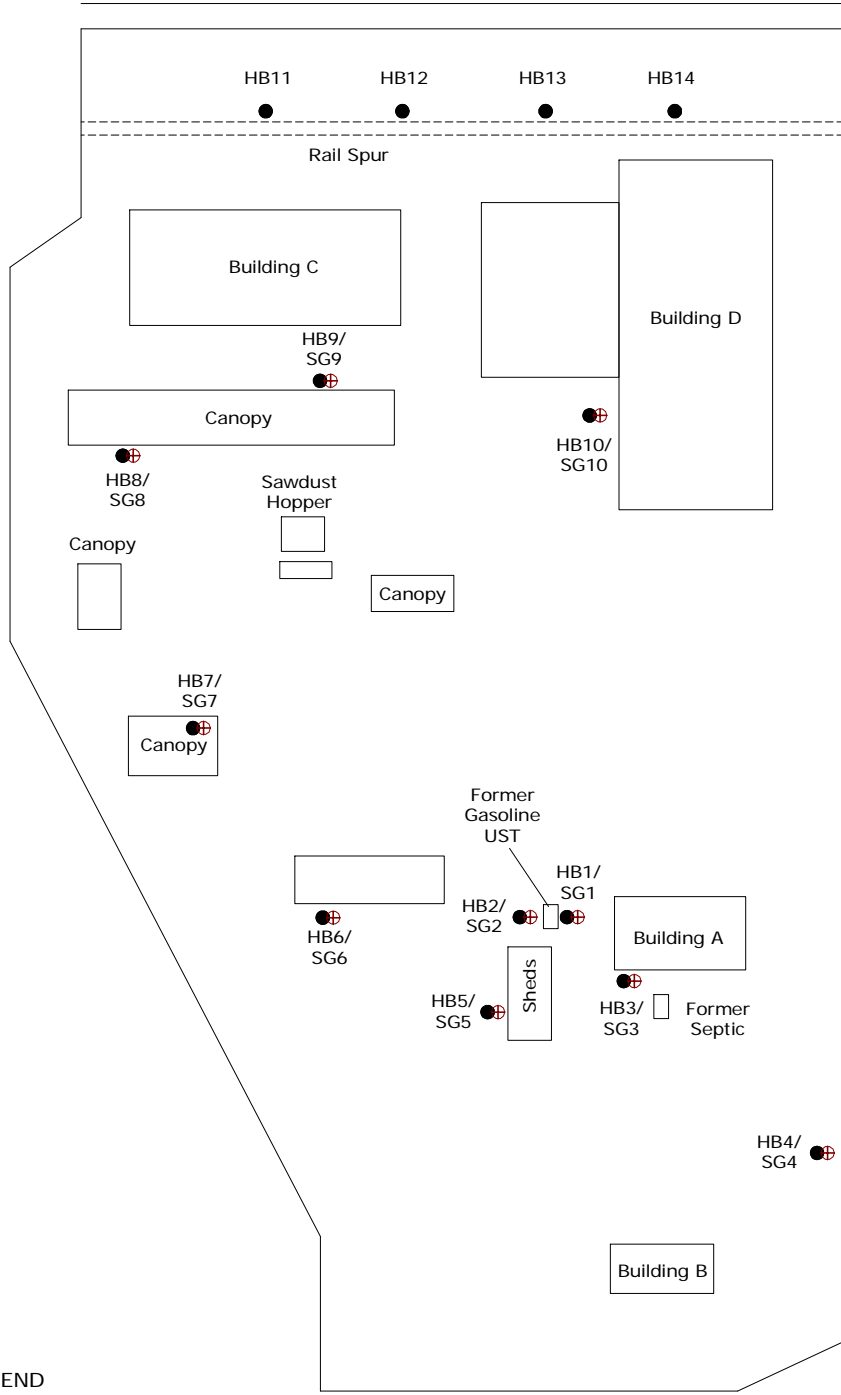 HB11
HB12
HB13
HB14
Rail Spur
Building C
Building D
HB9/
SG9
Canopy
HB10/
SG10
HB8/
SG8
Sawdust
Hopper
Canopy
Canopy
HB7/
SG7
Canopy
Former
Gasoline
UST
HB1/
SG1
HB2/
SG2
HB6/
SG6
Building A
Sheds
HB5/
SG5
HB3/
SG3
Former
Septic
HB4/
SG4
Building B
END